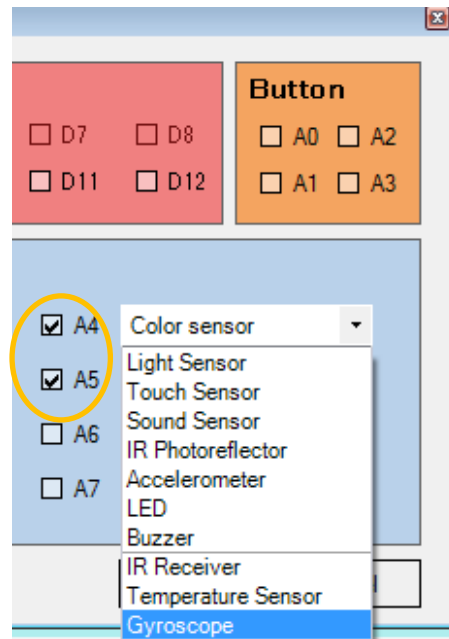 Button
D7 D8 A0 A2
D11 D12 A1 A3
A4 Color sensor
Light Sensor
A5 Touch Sensor
Sound Sensor
A6 IR Photoreflector
Accelerometer
A7 LED
Buzzer
IR Receiver
Temperature Sensor
Gyroscope